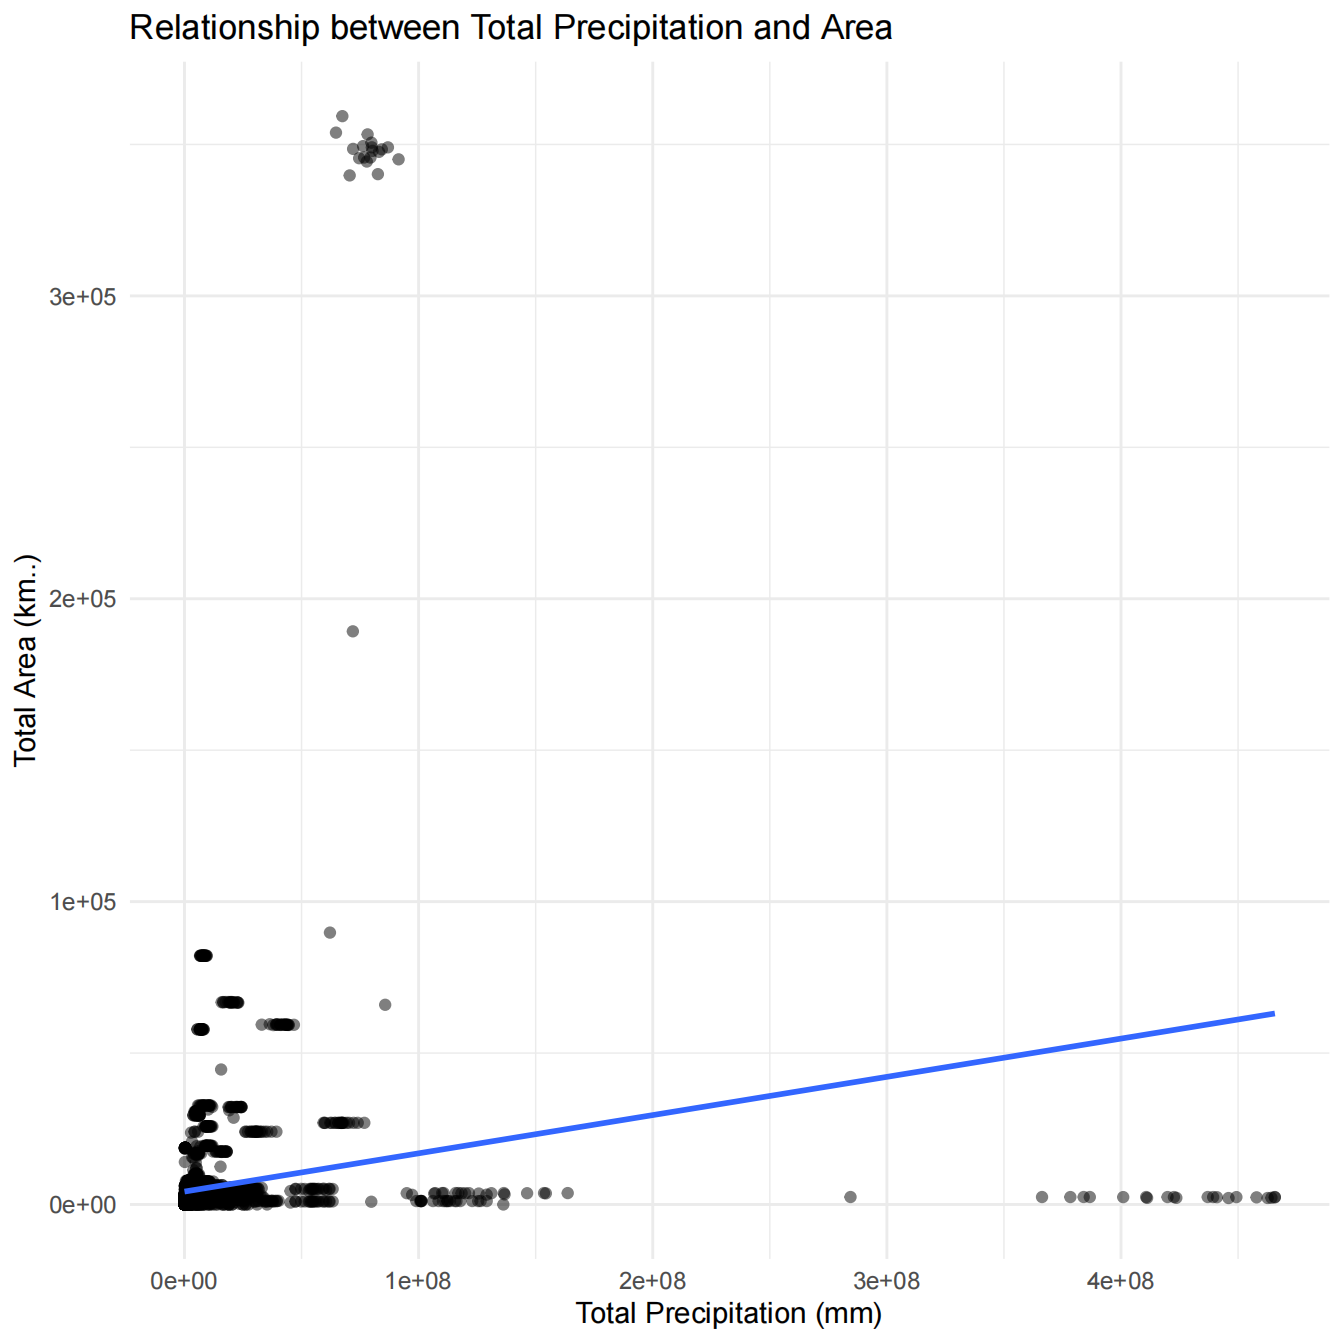 Relationship between Total Precipitation and Area
Total Area (km..)
3e+05
2e+05
1e+05
0e+00
0e+00 1e+08 2e+08 3e+08 4e+08
Total Precipitation (mm)